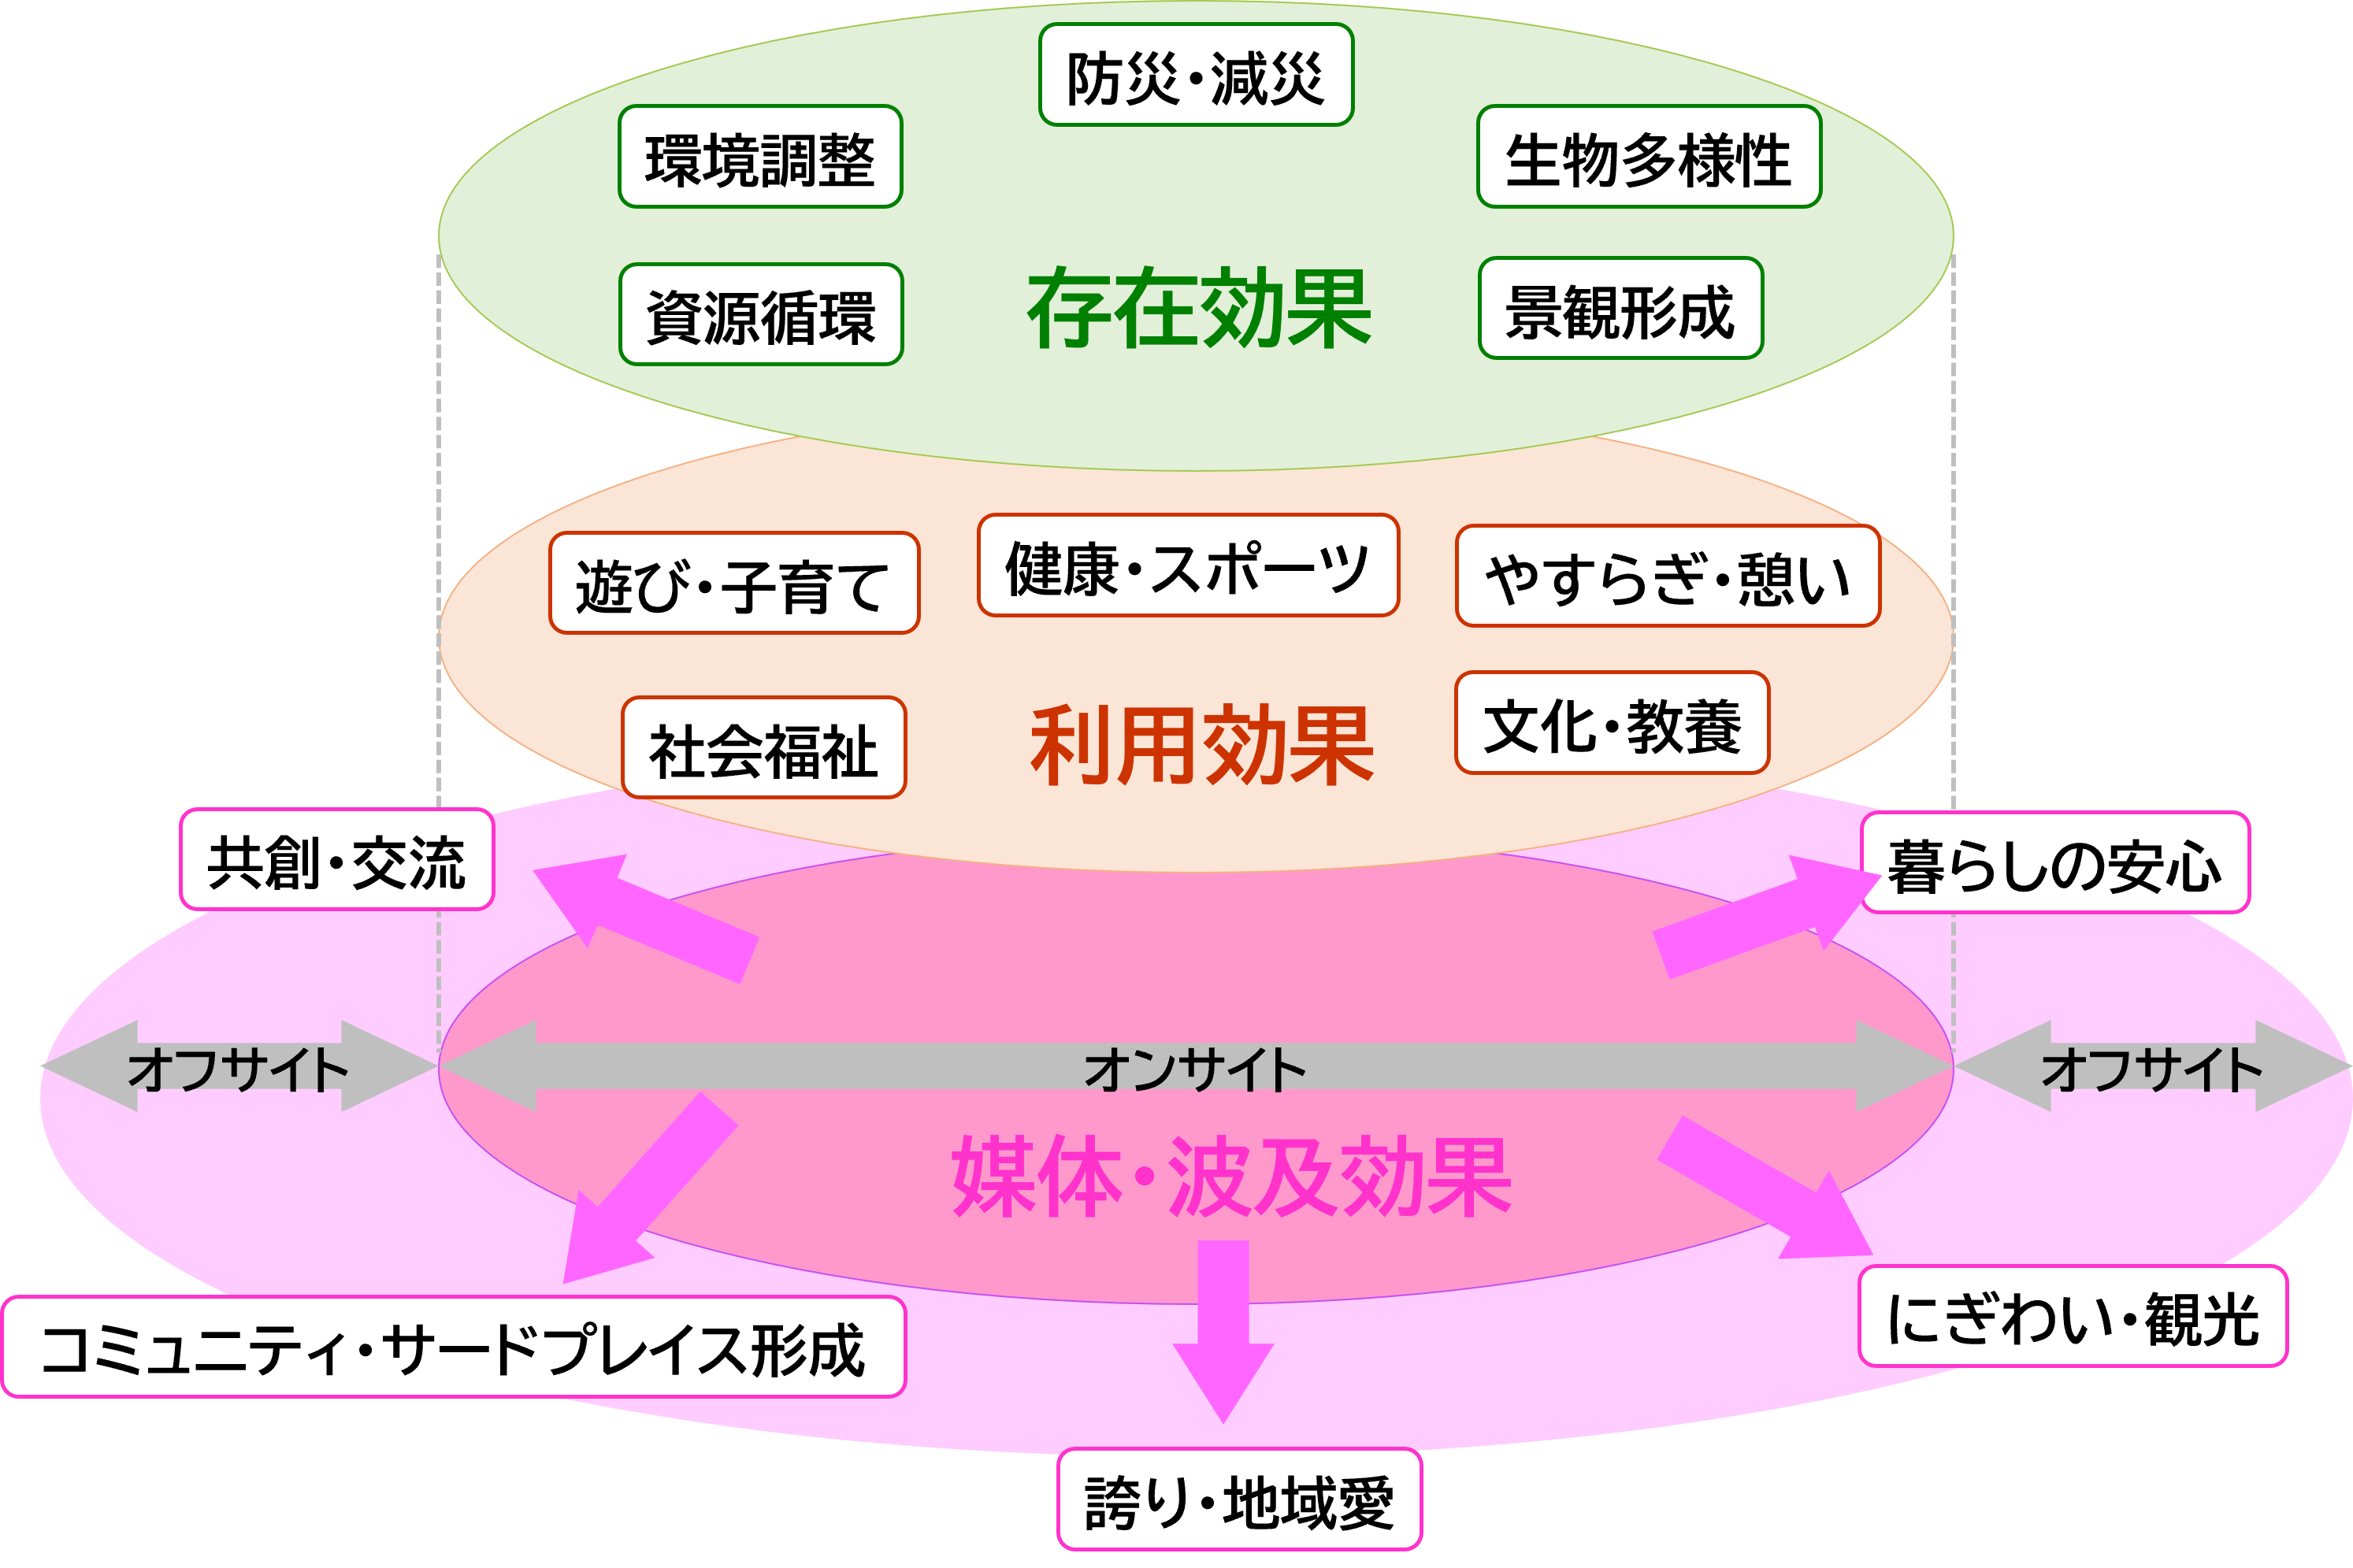 防災・減災
環境調整
生物多様性
資源循環
存在効果
景観形成
遊び・子育て
健康・スポーツ
やすらぎ・憩い
社会福祉
利用効果
文化・教養
共創・交流
暮らしの安心
オフサイト
オンサイト
オフサイト
媒体・波及効果
コミュニティ・サードプレイス形成
にぎわい・観光
誇り・地域愛